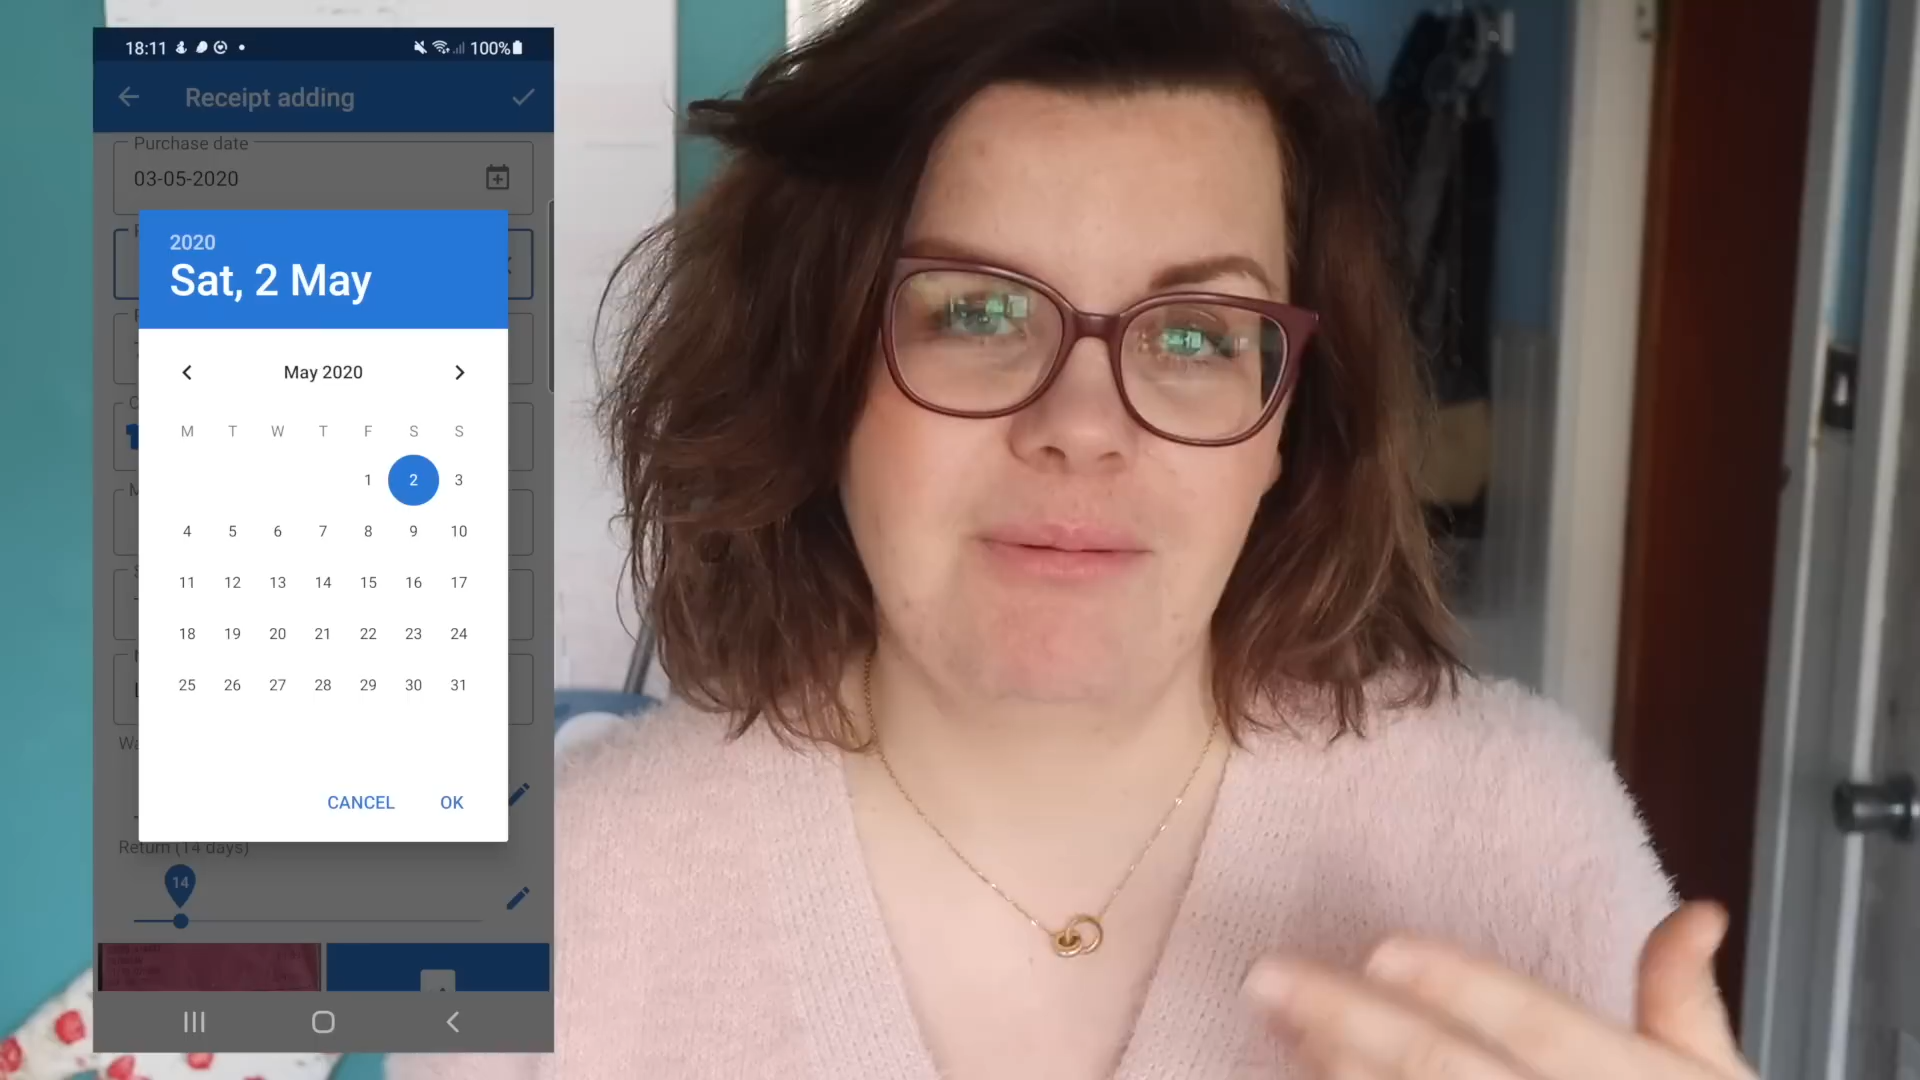 18:11
100%
Receipt adding
Purchase date
03-05-2020
2020
Sat, 2 May
May 2020
M T W T F S S
1 2 3
4 5 6 7 8 9 10
11 12 13 14 15 16 17
18 19 20 21 22 23 24
25 26 27 28 29 30 31
CANCEL OK
Return (14 days)
14